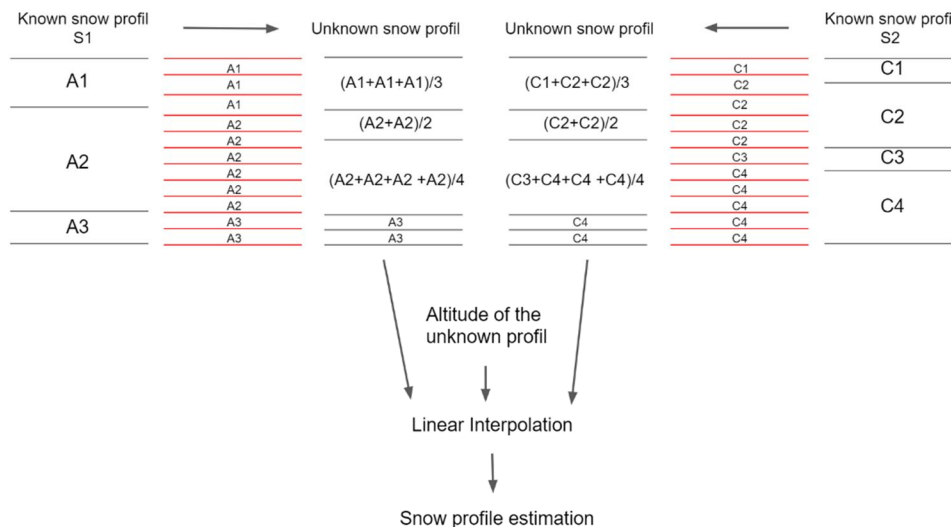 Known snow profil
S1
Unknown snow profil
Unknown snow profil
Known snow profil
S2
A1
A2
A3
A1
A1
A1
A2
A2
A2
A2
A2
A2
A3
A3
(A1+A1+A1)/3
(A2+A2)/2
(A2+A2+A2 +A2)/4
A3
A3
(C1+C2+C2)/3
(C2+C2)/2
(C3+C4+C4 +C4)/4
C4
C4
C1
C2
C2
C2
C2
C3
C4
C4
C4
C4
C4
C1
C2
C3
C4
Altitude of the
unknown profil
Linear Interpolation
Snow profile estimation